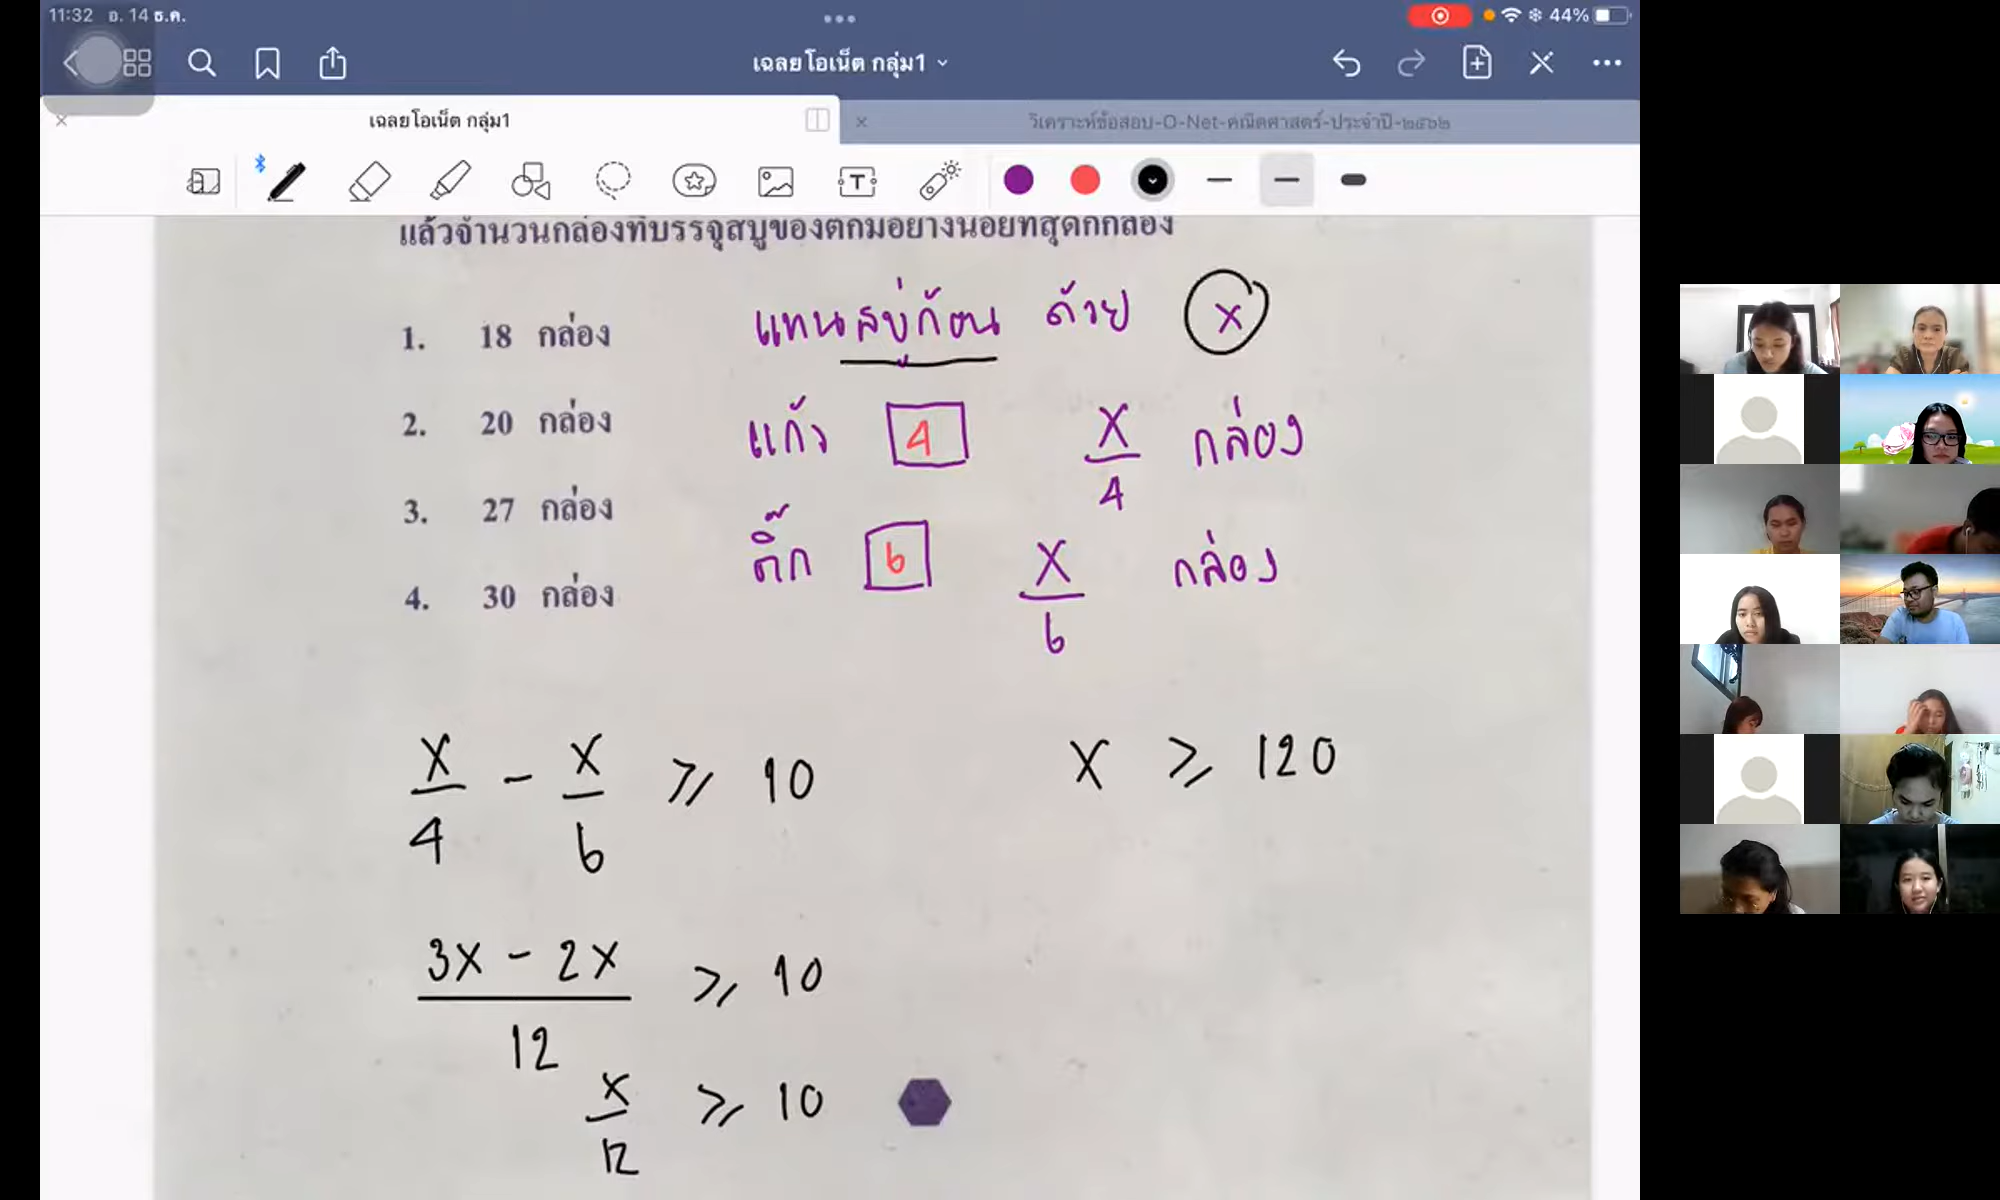 11:32 อ. 14 ธ.ค.
44%
เฉลยโอเน็ต กลุ่ม1
เฉลยโอเน็ต กลุ่ม1
วิเคราะห์ข้อสอบ-O-Net-คณิตศาสตร์-ประจำปี-๒๕๖๒
แล้วจำนวนกล่องที่บรรจุสบู่ของติ๊กมีอย่างน้อยที่สุดกี่กล่อง
1. 18 กล่อง
2. 20 กล่อง
3. 27 กล่อง
4. 30 กล่อง
แทนสบู่ก้อน ด้วย x
แก้ว 4 x/4 กล่อง
ติ๊ก 6 x/6 กล่อง
x/4 - x/6 ≥ 10
x ≥ 120
3x - 2x / 12 ≥ 10
x/12 ≥ 10